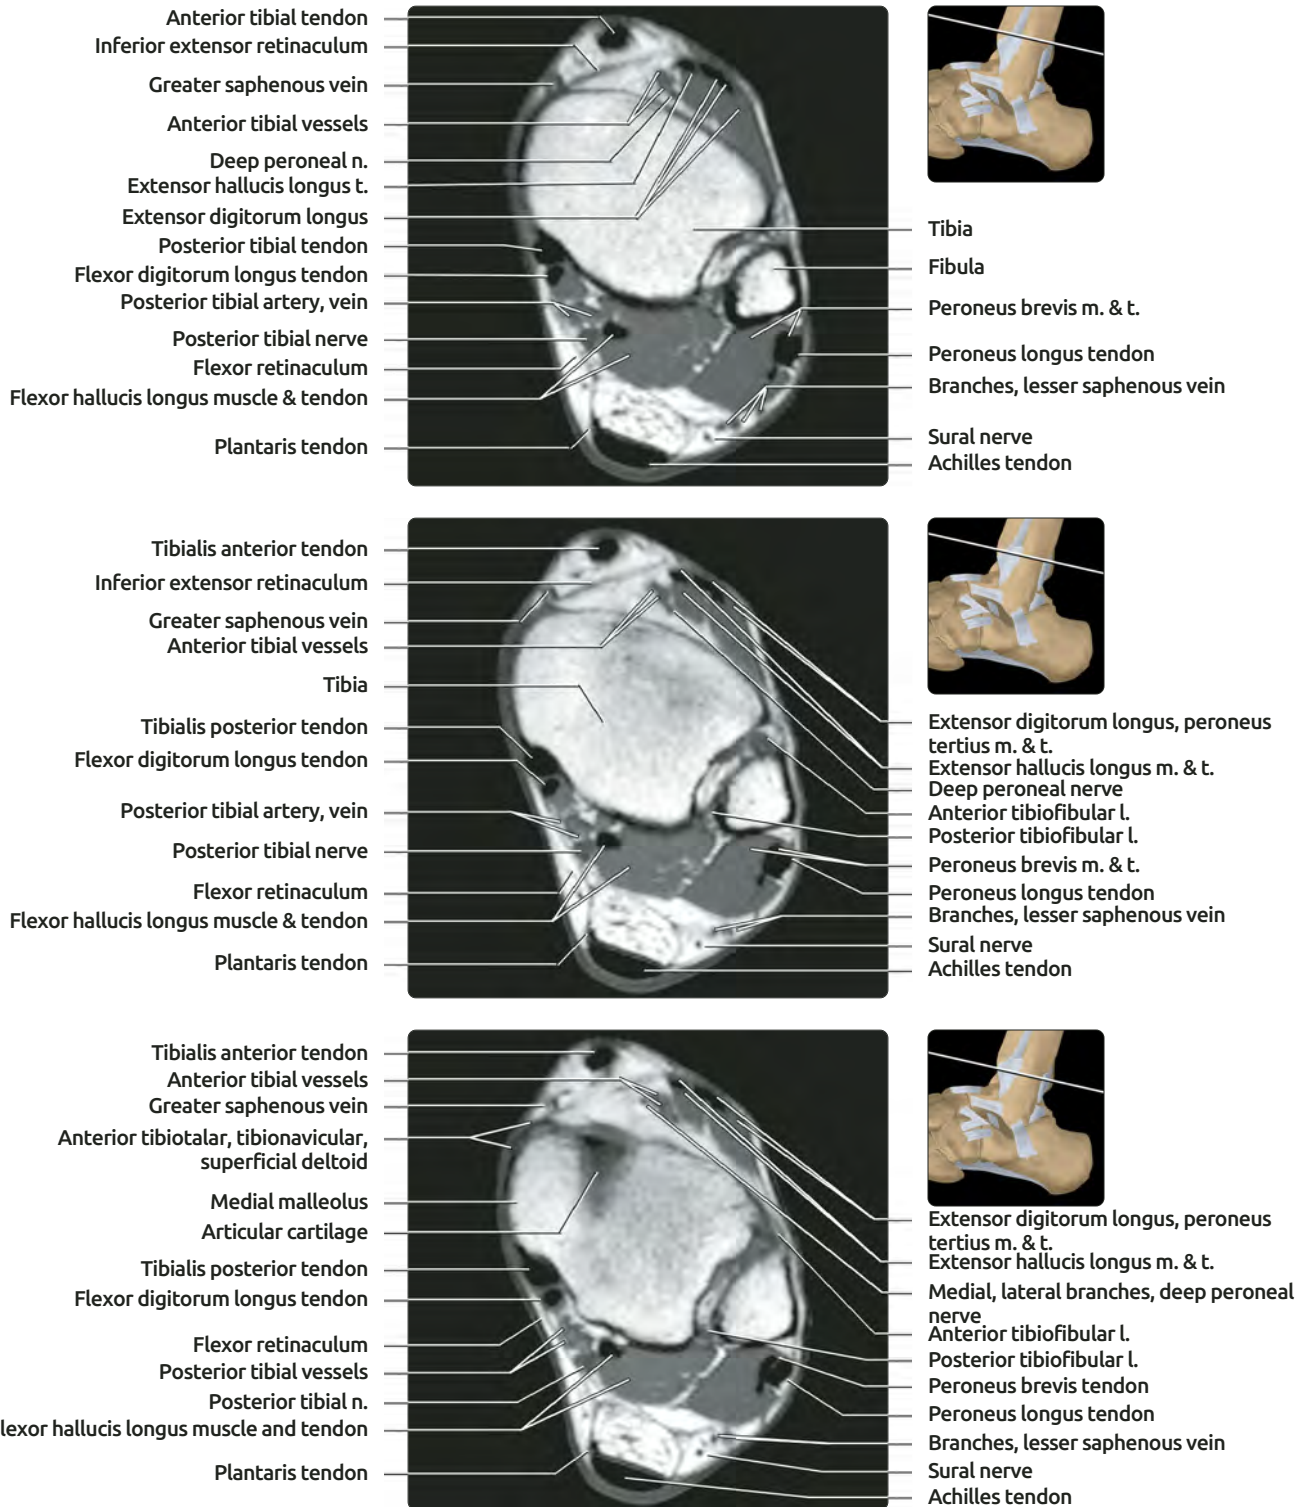 Anterior tibial tendon
Inferior extensor retinaculum
Greater saphenous vein
Anterior tibial vessels
Deep peroneal n.
Extensor hallucis longus t.
Extensor digitorum longus
Posterior tibial tendon
Flexor digitorum longus tendon
Posterior tibial artery, vein
Posterior tibial nerve
Flexor retinaculum
Flexor hallucis longus muscle & tendon
Plantaris tendon
Tibia
Fibula
Peroneus brevis m. & t.
Peroneus longus tendon
Branches, lesser saphenous vein
Sural nerve
Achilles tendon
Tibialis anterior tendon
Inferior extensor retinaculum
Greater saphenous vein
Anterior tibial vessels
Tibia
Tibialis posterior tendon
Flexor digitorum longus tendon
Posterior tibial artery, vein
Posterior tibial nerve
Flexor retinaculum
Flexor hallucis longus muscle & tendon
Plantaris tendon
Extensor digitorum longus, peroneus
tertius m. & t.
Extensor hallucis longus m. & t.
Deep peroneal nerve
Anterior tibiofibular l.
Posterior tibiofibular l.
Peroneus brevis m. & t.
Peroneus longus tendon
Branches, lesser saphenous vein
Sural nerve
Achilles tendon
Tibialis anterior tendon
Anterior tibial vessels
Greater saphenous vein
Anterior tibiotalar, tibionavicular,
superficial deltoid
Medial malleolus
Articular cartilage
Tibialis posterior tendon
Flexor digitorum longus tendon
Flexor retinaculum
Posterior tibial vessels
Posterior tibial n.
lexor hallucis longus muscle and tendon
Plantaris tendon
Extensor digitorum longus, peroneus
tertius m. & t.
Extensor hallucis longus m. & t.
Medial, lateral branches, deep peroneal
nerve
Anterior tibiofibular l.
Posterior tibiofibular l.
Peroneus brevis tendon
Peroneus longus tendon
Branches, lesser saphenous vein
Sural nerve
Achilles tendon